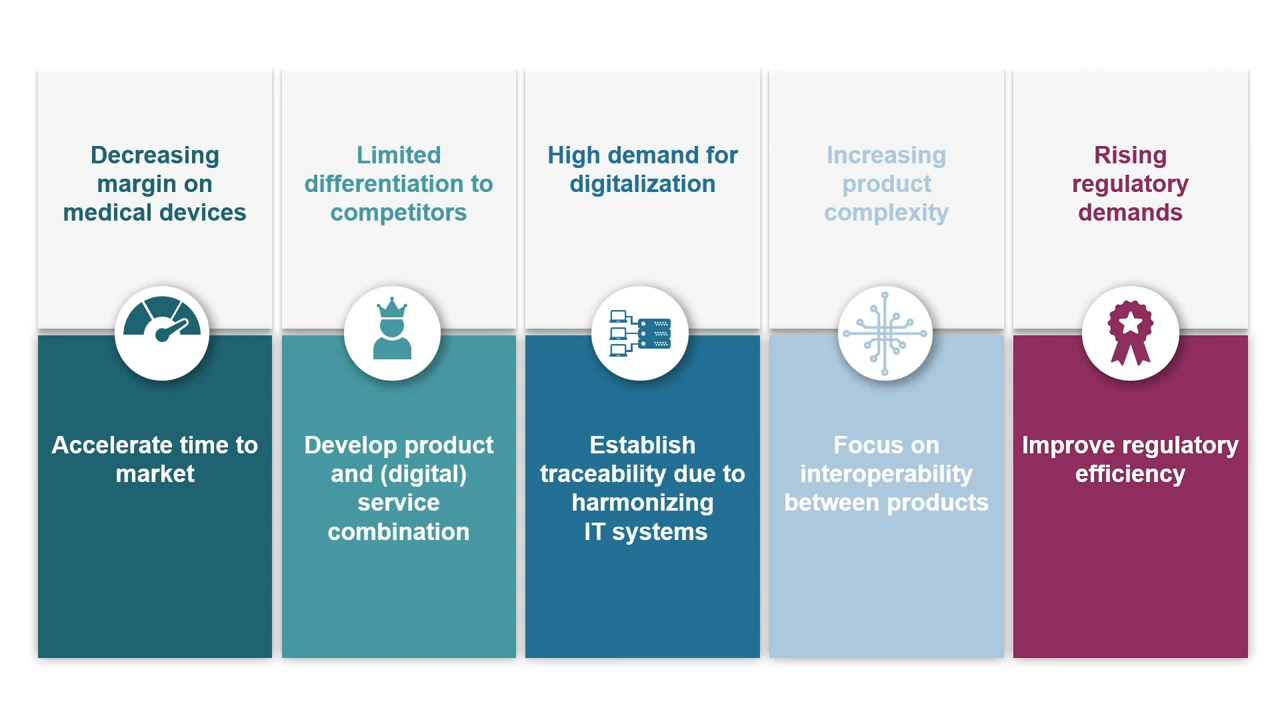 Decreasing
margin on
medical devices
Limited
differentiation to
competitors
High demand for
digitalization
Increasing
product
complexity
Rising
regulatory
demands
Accelerate time to
market
Develop product
and (digital)
service
combination
Establish
traceability due to
harmonizing
IT systems
Focus on
interoperability
between products
Improve regulatory
efficiency